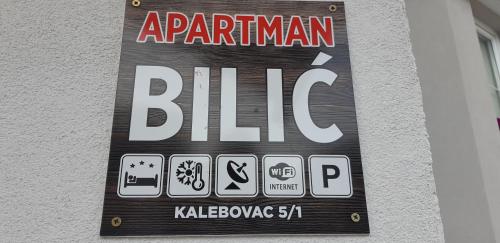 APARTMAN
BILIĆ
WiFi
INTERNET
P
KALEBOVAC 5/1